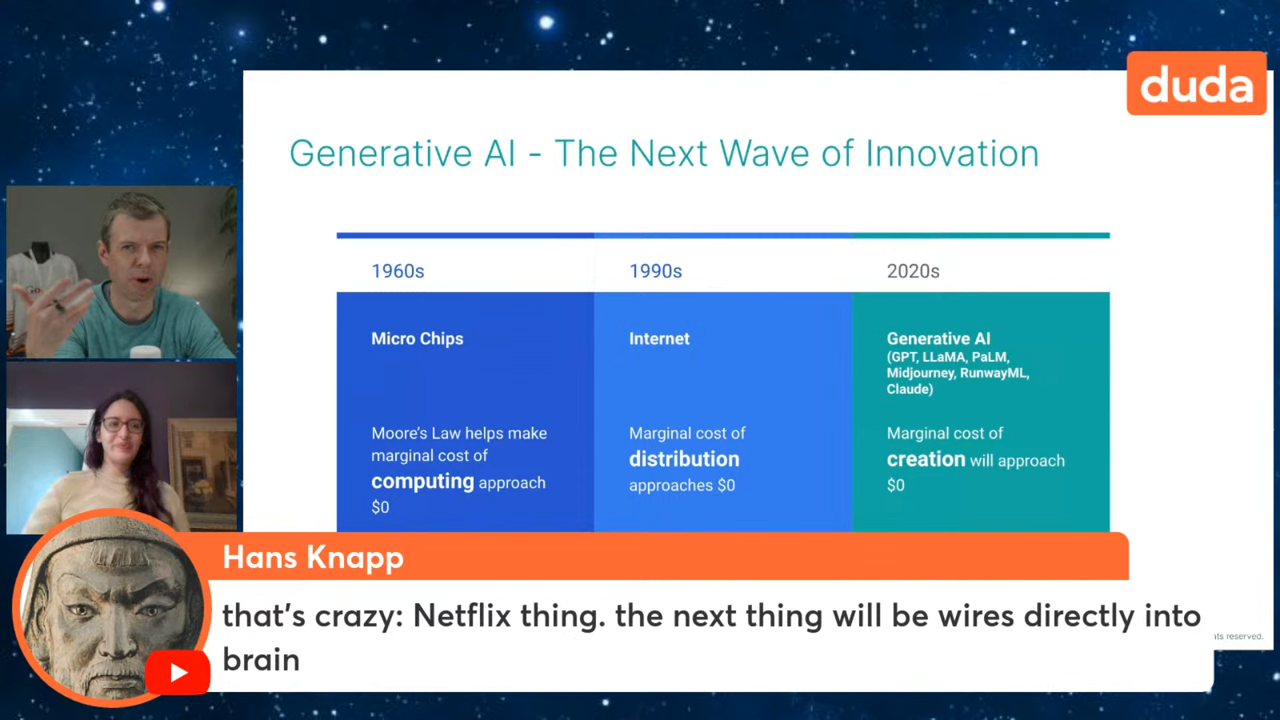 duda
Generative AI - The Next Wave of Innovation
1960s
1990s
2020s
Micro Chips
Internet
Generative AI
(GPT, LLaMA, PaLM,
Midjourney, RunwayML,
Claude)
Moore's Law helps make
marginal cost of
computing approach
$0
Marginal cost of
distribution
approaches $0
Marginal cost of
creation will approach
$0
Hans Knapp
that's crazy: Netflix thing. the next thing will be wires directly into
brain
reserved.